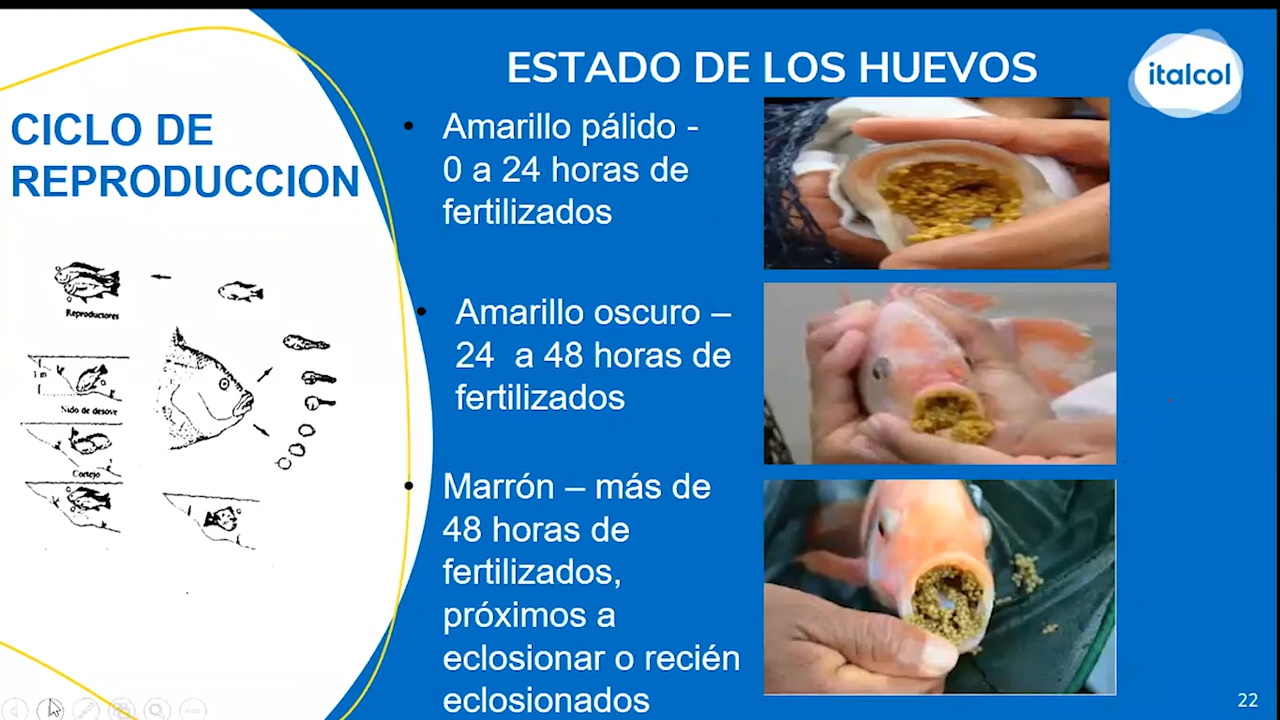 ESTADO DE LOS HUEVOS
italcol
CICLO DE
REPRODUCCION
Reproductores
1 m
Nido de desove
Cortejo
• Amarillo pálido -
0 a 24 horas de
fertilizados
• Amarillo oscuro –
24 a 48 horas de
fertilizados
• Marrón – más de
48 horas de
fertilizados,
próximos a
eclosionar o recién
eclosionados
22